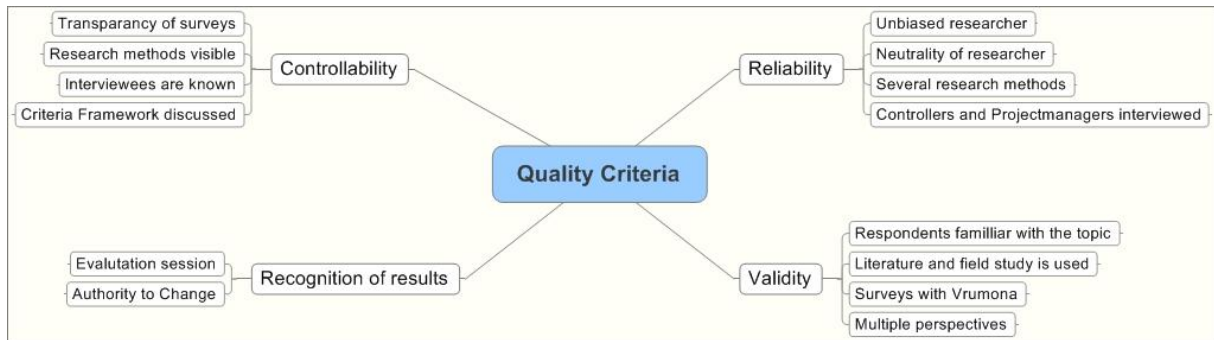 Transparancy of surveys
Research methods visible
Interviewees are known
Criteria Framework discussed
Controllability
Unbiased researcher
Neutrality of researcher
Several research methods
Controllers and Projectmanagers interviewed
Reliability
Quality Criteria
Evalutation session
Authority to Change
Recognition of results
Respondents familliar with the topic
Literature and field study is used
Surveys with Vrumona
Multiple perspectives
Validity